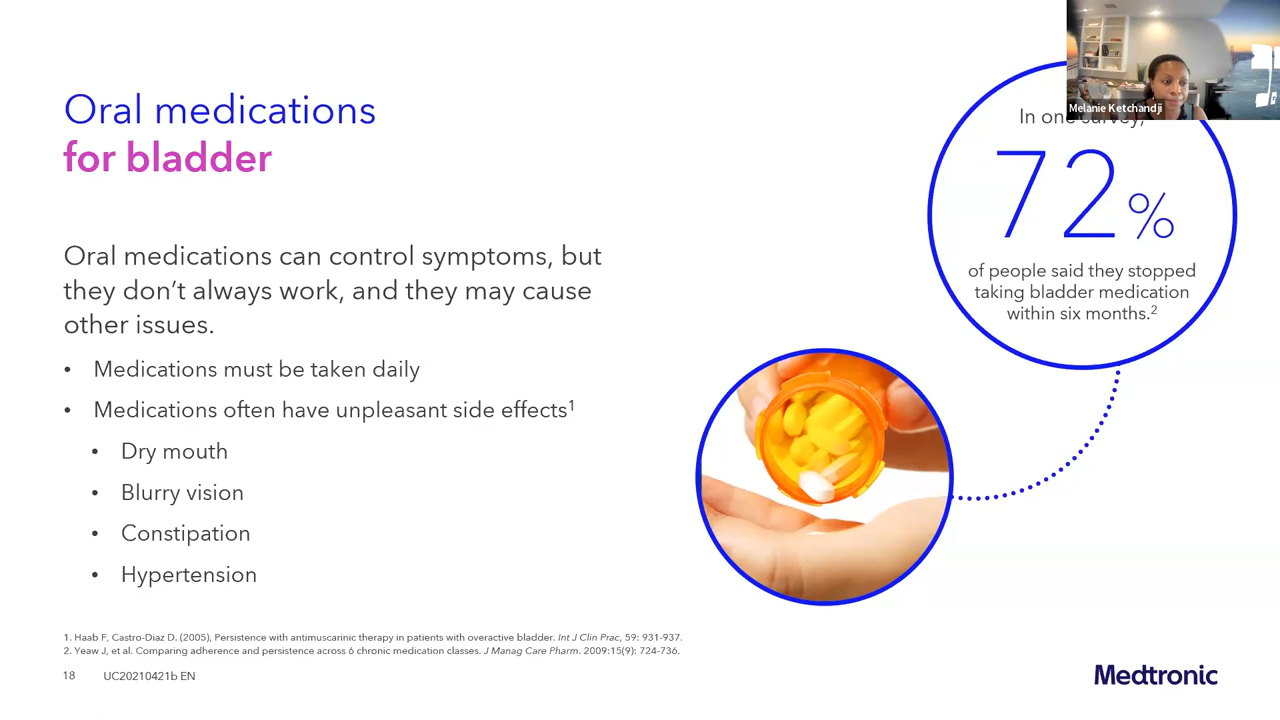 Oral medications
for bladder
Oral medications can control symptoms, but
they don't always work, and they may cause
other issues.
• Medications must be taken daily
• Medications often have unpleasant side effects1
• Dry mouth
• Blurry vision
• Constipation
• Hypertension
Melanie Ketchandji
In one survey,
72%
of people said they stopped
taking bladder medication
within six months.2
1. Haab F, Castro-Diaz D. (2005), Persistence with antimuscarinic therapy in patients with overactive bladder. Int J Clin Prac, 59: 931-937.
2. Yeaw J, et al. Comparing adherence and persistence across 6 chronic medication classes. J Manag Care Pharm. 2009:15(9): 724-736.
18 UC20210421b EN
Medtronic